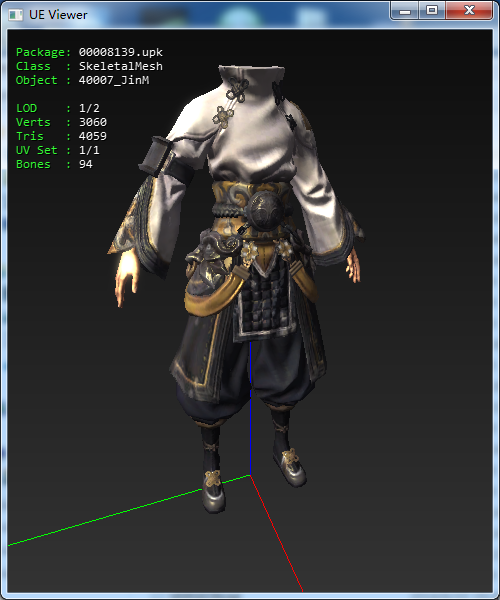 UE Viewer
Package: 00008139.upk
Class : SkeletalMesh
Object : 40007_JinM
LOD : 1/2
Verts : 3060
Tris : 4059
UV Set : 1/1
Bones : 94